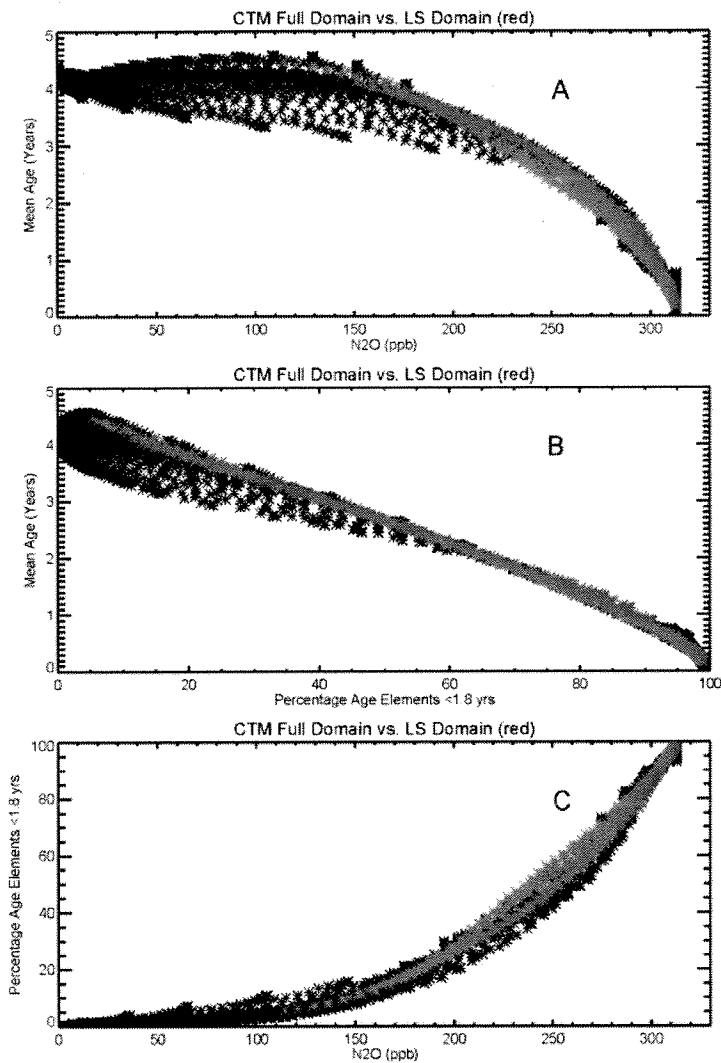 CTM Full Domain vs. LS Domain (red)
5
4
3
2
1
0
Mean Age (Years)
A
0 50 100 150 200 250 300
N2O (ppb)
CTM Full Domain vs. LS Domain (red)
5
4
3
2
1
0
Mean Age (Years)
B
0 20 40 60 80 100
Percentage Age Elements <1.8 yrs
CTM Full Domain vs. LS Domain (red)
100
80
60
40
20
0
Percentage Age Elements <1.8 yrs
C
0 50 100 150 200 250 300
N2O (ppb)